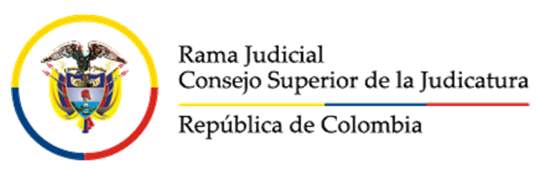 Rama Judicial
Consejo Superior de la Judicatura
República de Colombia